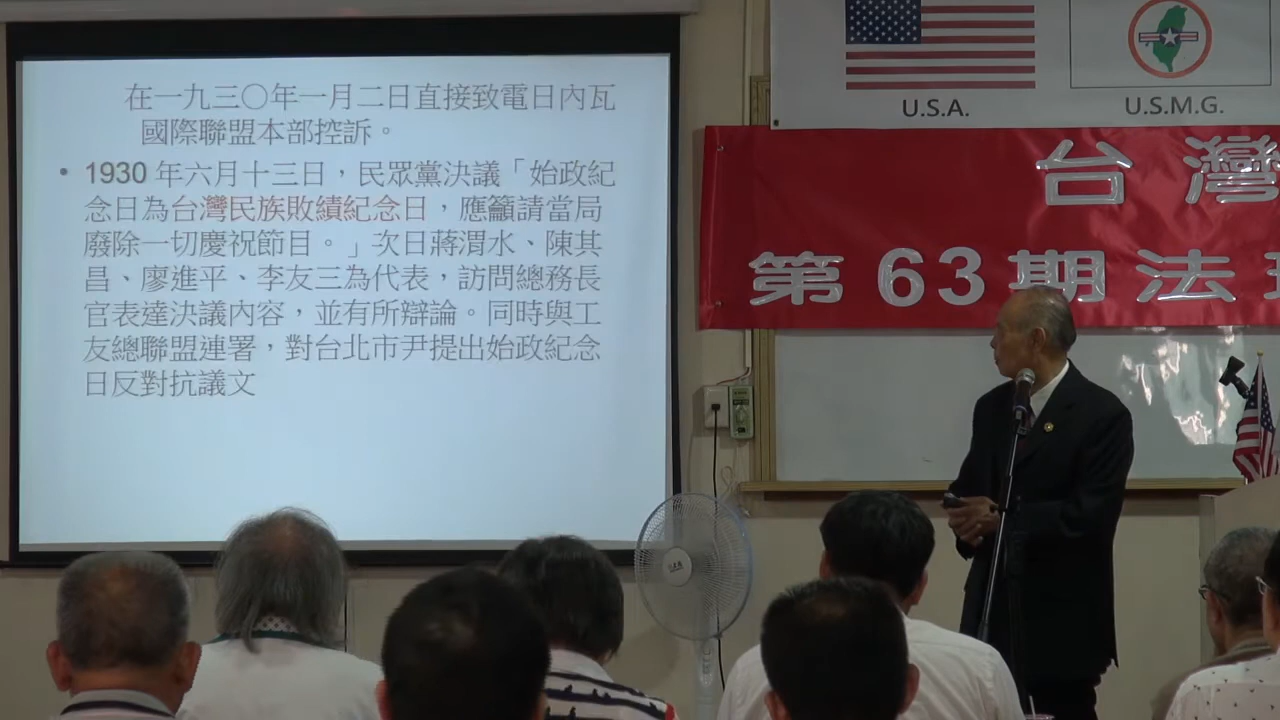 在一九三〇年一月二日直接致電日內瓦
國際聯盟本部控訴。
• 1930 年六月十三日，民眾黨決議「始政紀
念日為台灣民族敗績紀念日，應籲請當局
廢除一切慶祝節目。」次日蔣渭水、陳其
昌、廖進平、李友三為代表，訪問總務長
官表達決議內容，並有所辯論。同時與工
友總聯盟連署，對台北市尹提出始政紀念
日反對抗議文
U.S.A.
U.S.M.G.
台灣
第63期法理